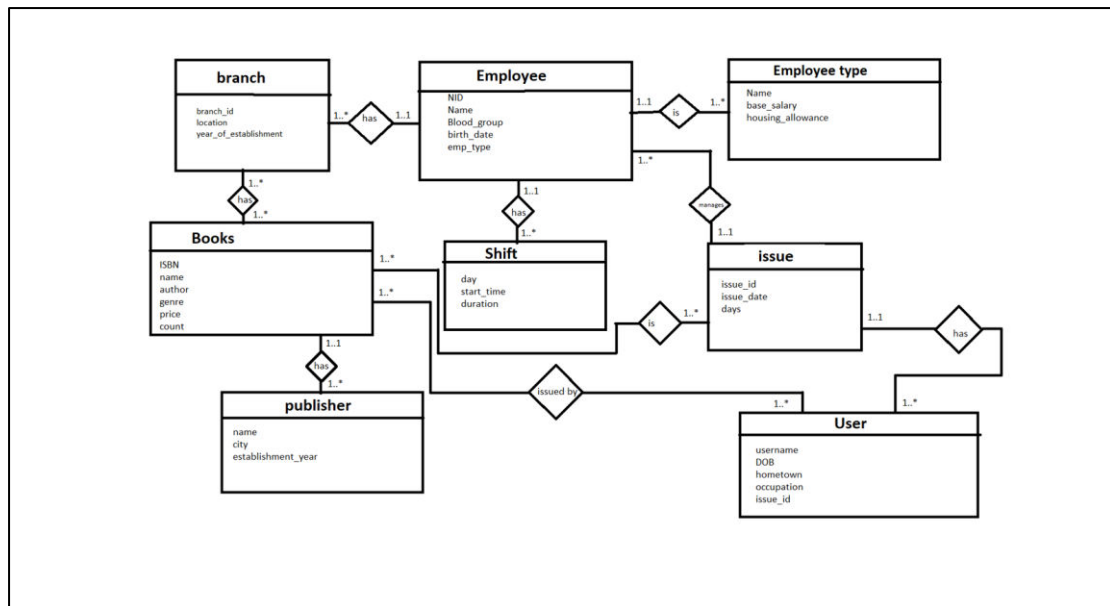 branch
branch_id
location
year_of_establishment
1..*
has
1..1
Employee
NID
Name
Blood_group
birth_date
emp_type
1..1
is
1..*
Employee type
Name
base_salary
housing_allowance
1..*
has
1..*
1..1
has
1..*
1..*
manages
1..1
Books
ISBN
name
author
genre
price
count
1..*
1..*
Shift
day
start_time
duration
is
1..*
issue
issue_id
issue_date
days
1..1
has
1..*
1..1
has
1..*
issued by
1..*
publisher
name
city
establishment_year
User
username
DOB
hometown
occupation
issue_id